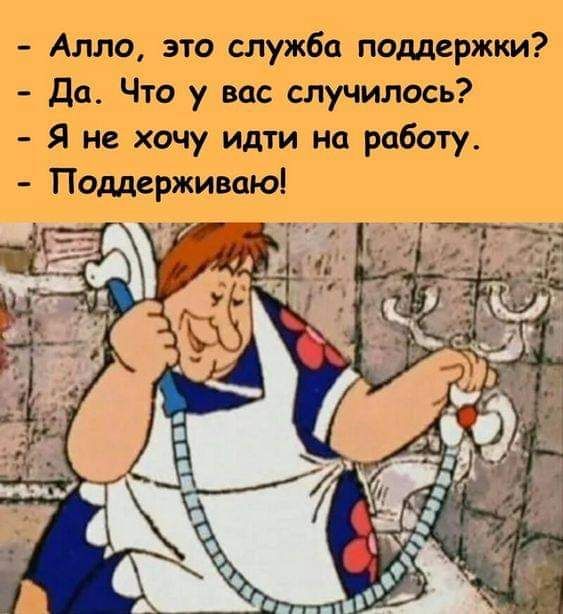 - Алло, это служба поддержки?
- Да. Что у вас случилось?
- Я не хочу идти на работу.
- Поддерживаю!